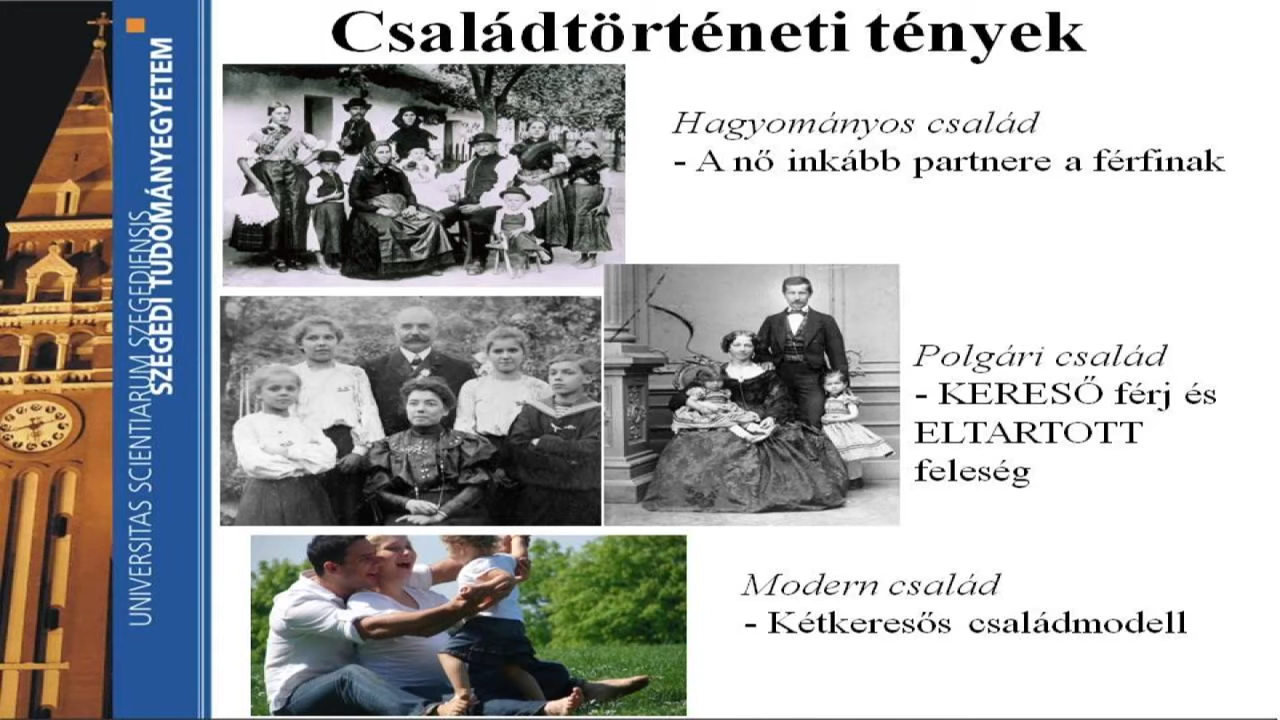 Családtörténeti tények
Hagyományos család
- A nő inkább partnere a férfinak
Polgári család
- KERESŐ férj és
ELTARTOTT
feleség
Modern család
- Kétkeresős családmodell
UNIVERSITAS SCIENTIARUM SZEGEDIENSIS
SZEGEDI TUDOMÁNYEGYETEM